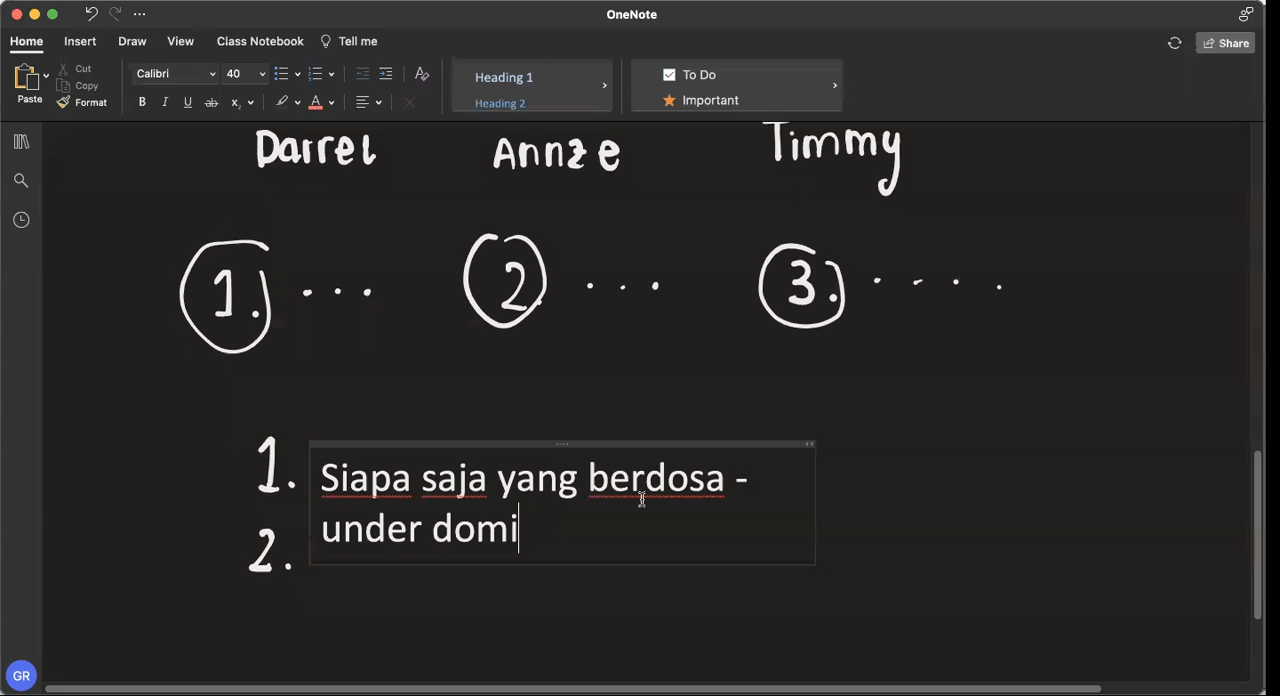 OneNote
Home Insert Draw View Class Notebook Tell me Share
Paste Cut Copy Format
Calibri 40
B I U ab x₂ A
Heading 1
Heading 2
To Do
Important
Darrel Annze Timmy
1. ... 2. ... 3. ....
1. Siapa saja yang berdosa -
under domi
2.
GR